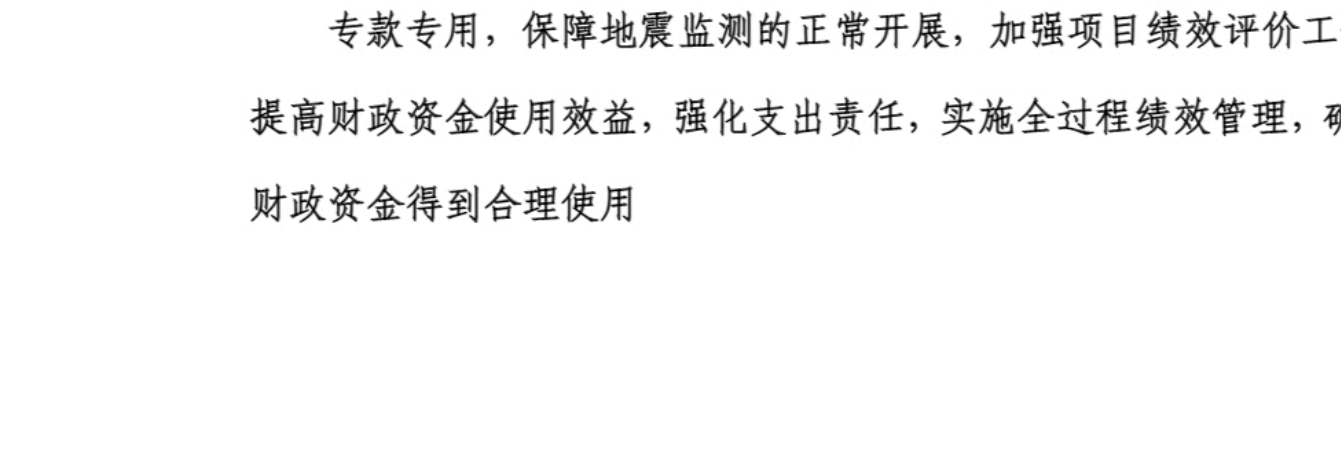 专款专用，保障地震监测的正常开展，加强项目绩效评价工
提高财政资金使用效益，强化支出责任，实施全过程绩效管理，
财政资金得到合理使用